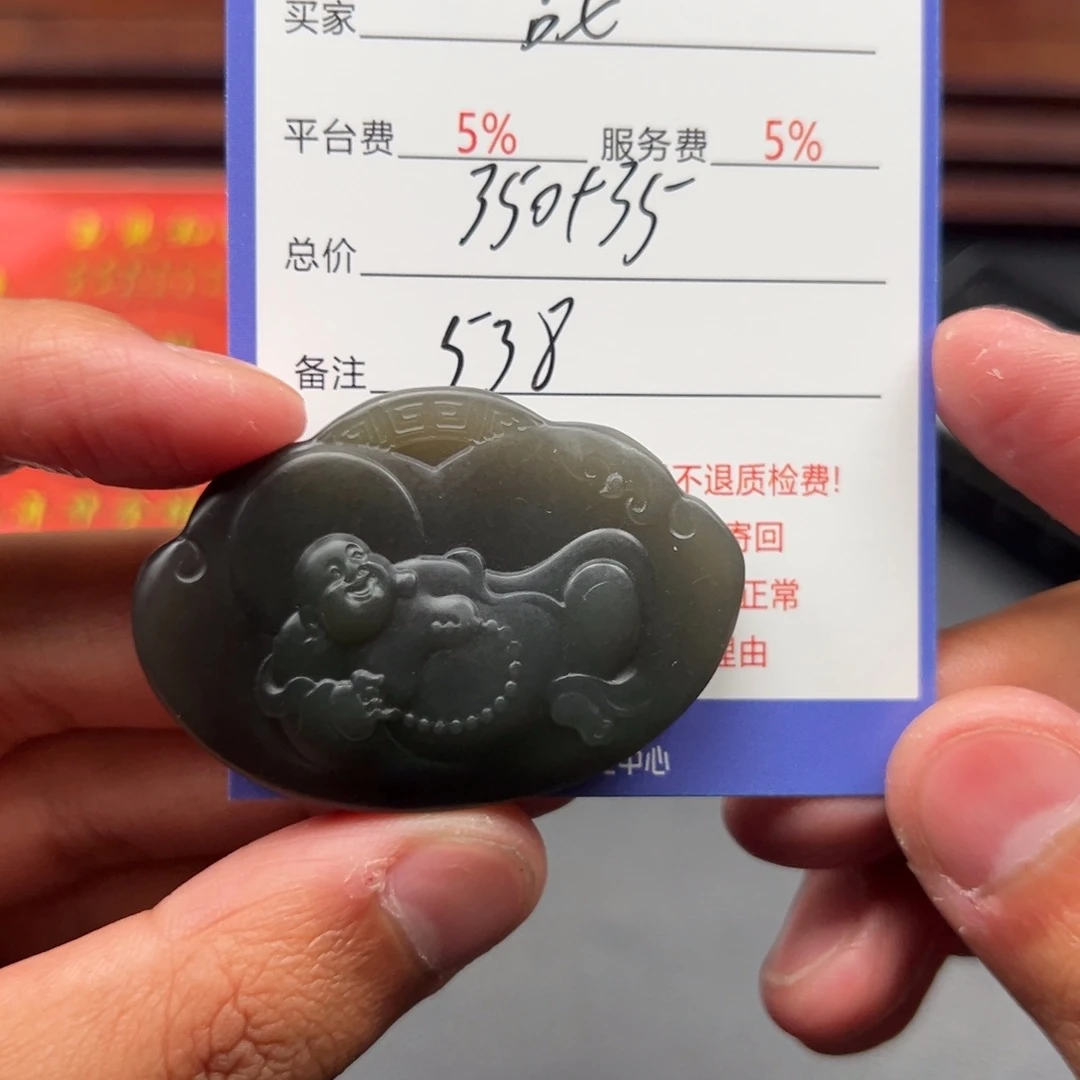 买家
平台费 5% 服务费 5%
总价 350+35
备注 538
不退质检费!
寄回
正常
理由
中心